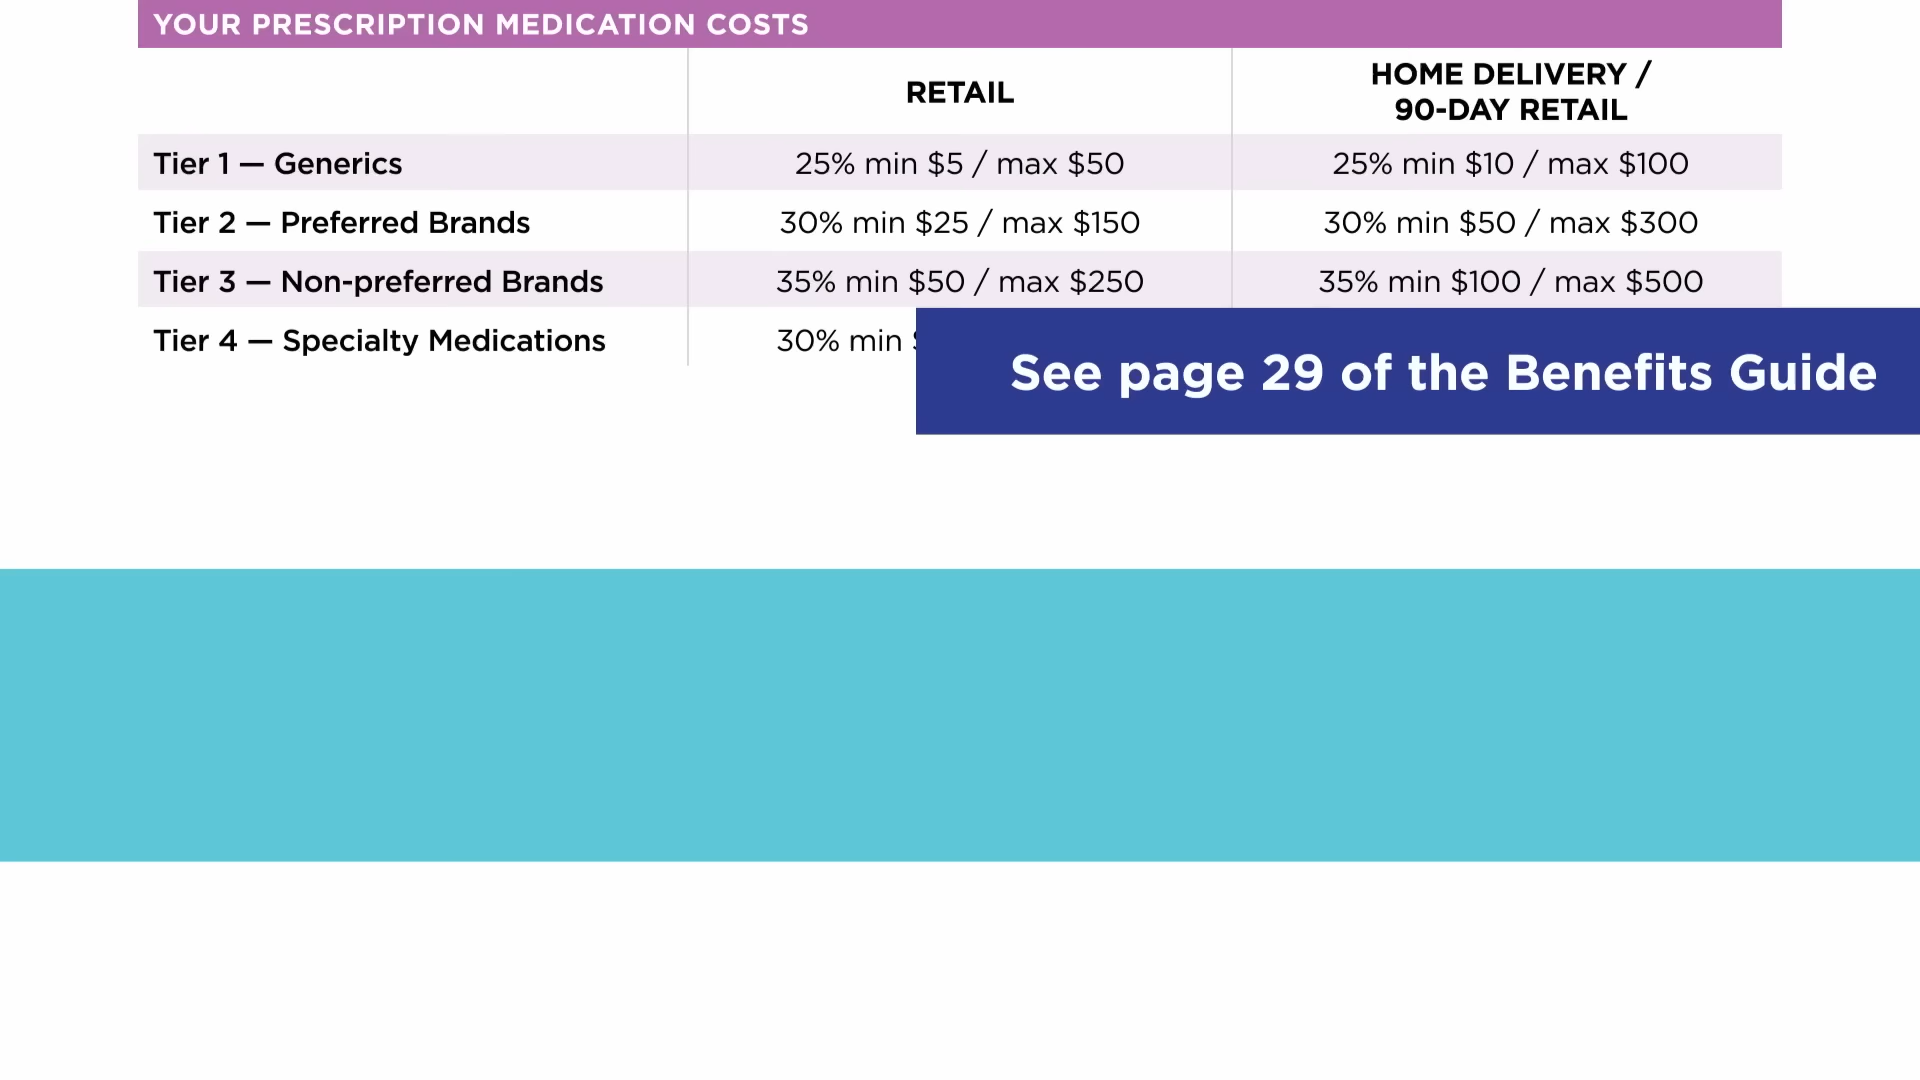 YOUR PRESCRIPTION MEDICATION COSTS
RETAIL
HOME DELIVERY /
90-DAY RETAIL
Tier 1 — Generics 25% min $5 / max $50 25% min $10 / max $100
Tier 2 — Preferred Brands 30% min $25 / max $150 30% min $50 / max $300
Tier 3 — Non-preferred Brands 35% min $50 / max $250 35% min $100 / max $500
Tier 4 — Specialty Medications 30% min
See page 29 of the Benefits Guide